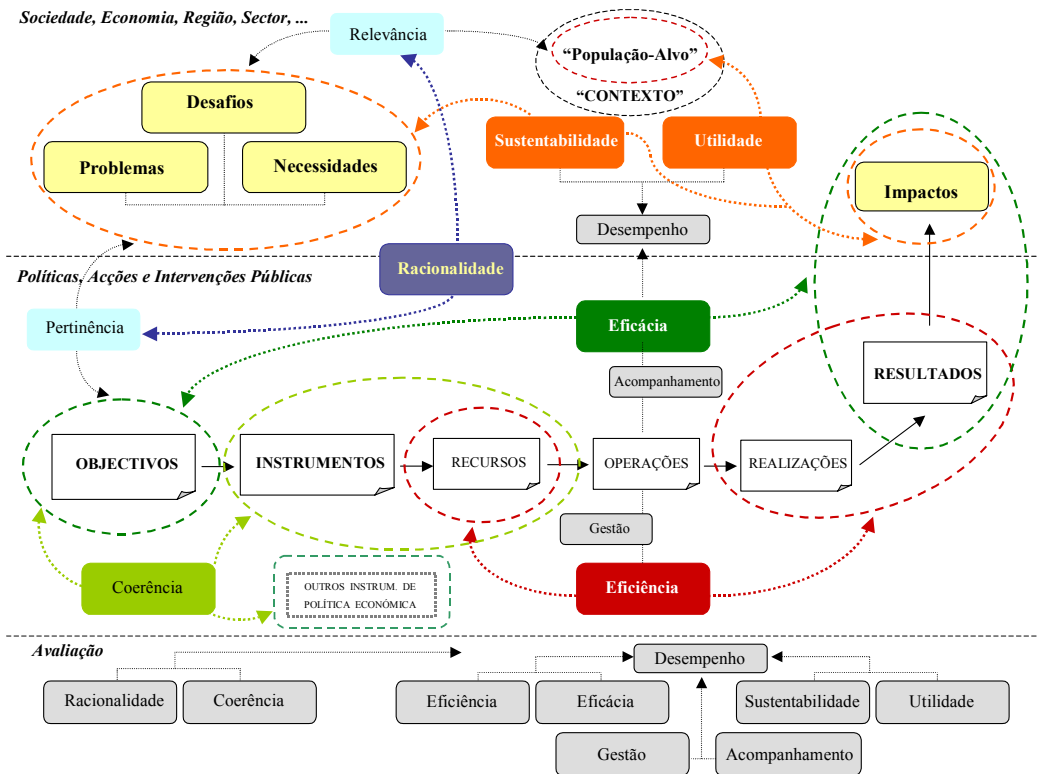 Sociedade, Economia, Região, Sector, ...
Relevância
“População-Alvo”
“CONTEXTO”
Desafios
Problemas
Necessidades
Sustentabilidade
Utilidade
Impactos
Desempenho
Racionalidade
Políticas, Acções e Intervenções Públicas
Pertinência
Eficácia
Acompanhamento
RESULTADOS
OBJECTIVOS
INSTRUMENTOS
RECURSOS
OPERAÇÕES
REALIZAÇÕES
Gestão
Coerência
OUTROS INSTRUM. DE
POLÍTICA ECONÓMICA
Eficiência
Avaliação
Desempenho
Racionalidade
Coerência
Eficiência
Eficácia
Sustentabilidade
Utilidade
Gestão
Acompanhamento